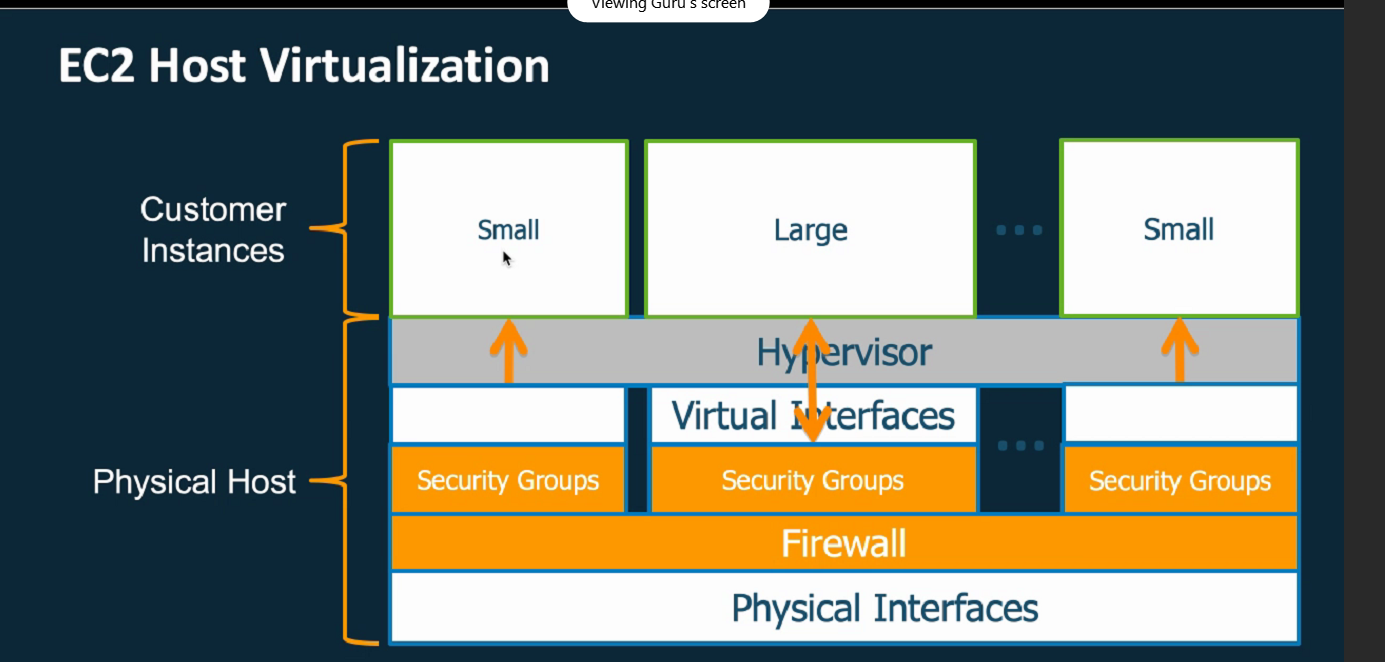 Viewing Guru's screen
EC2 Host Virtualization
Customer
Instances
Small
Large
Small
Hypervisor
Virtual Interfaces
Physical Host
Security Groups
Security Groups
Security Groups
Firewall
Physical Interfaces